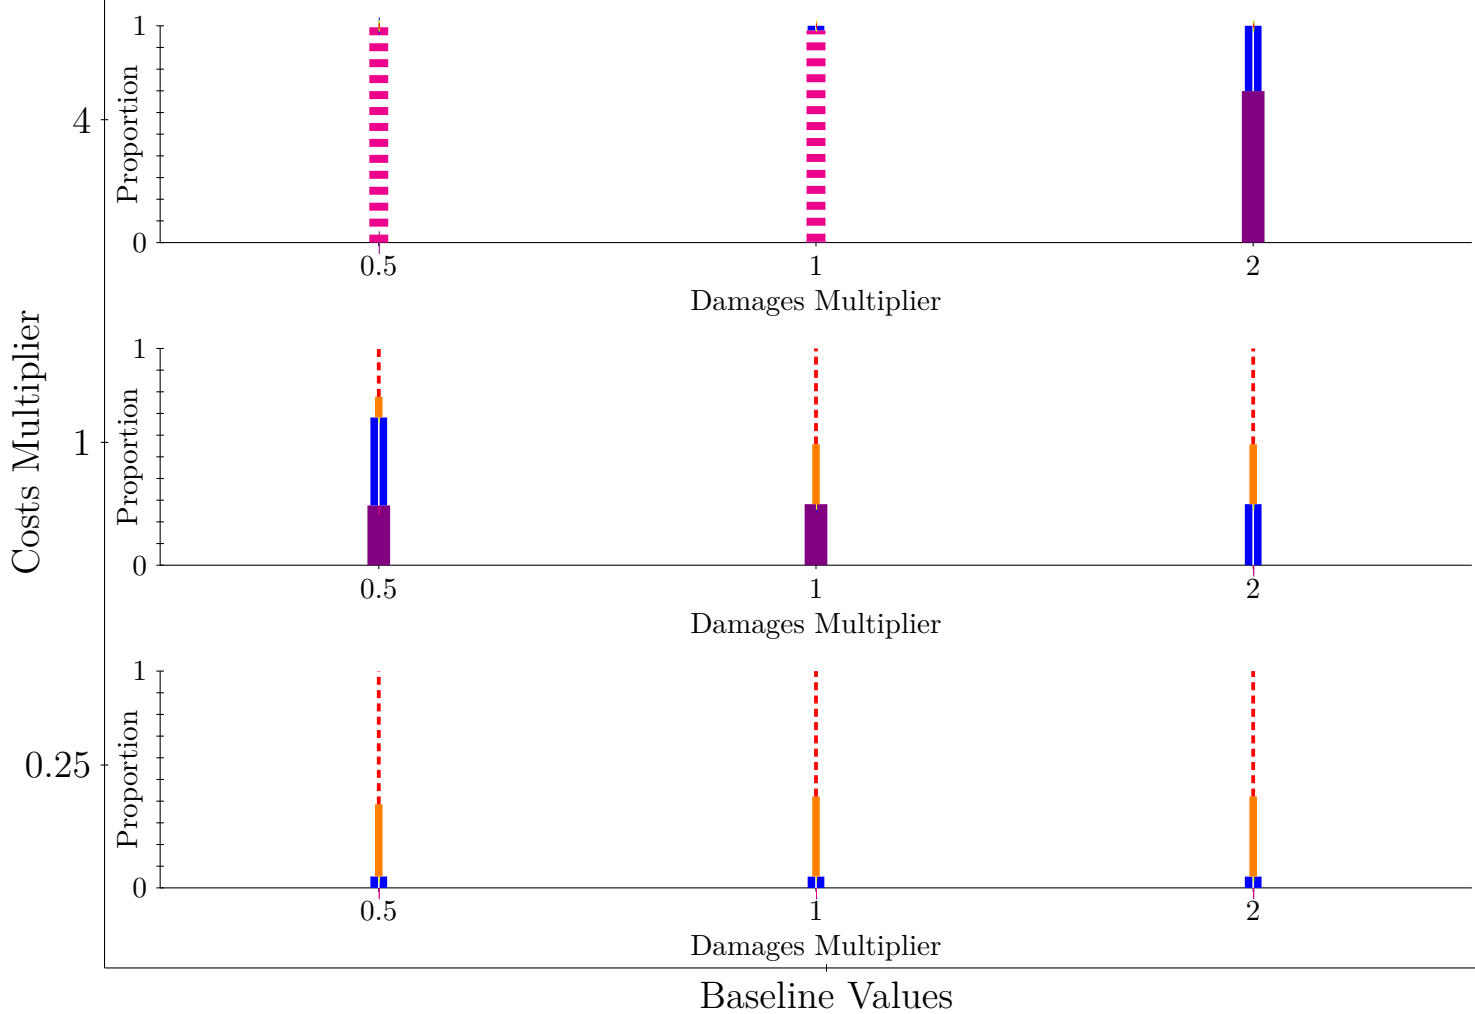 Costs Multiplier
4
Proportion
1
0
0.5 1 2
Damages Multiplier
1
Proportion
1
0
0.5 1 2
Damages Multiplier
0.25
Proportion
1
0
0.5 1 2
Damages Multiplier
Baseline Values